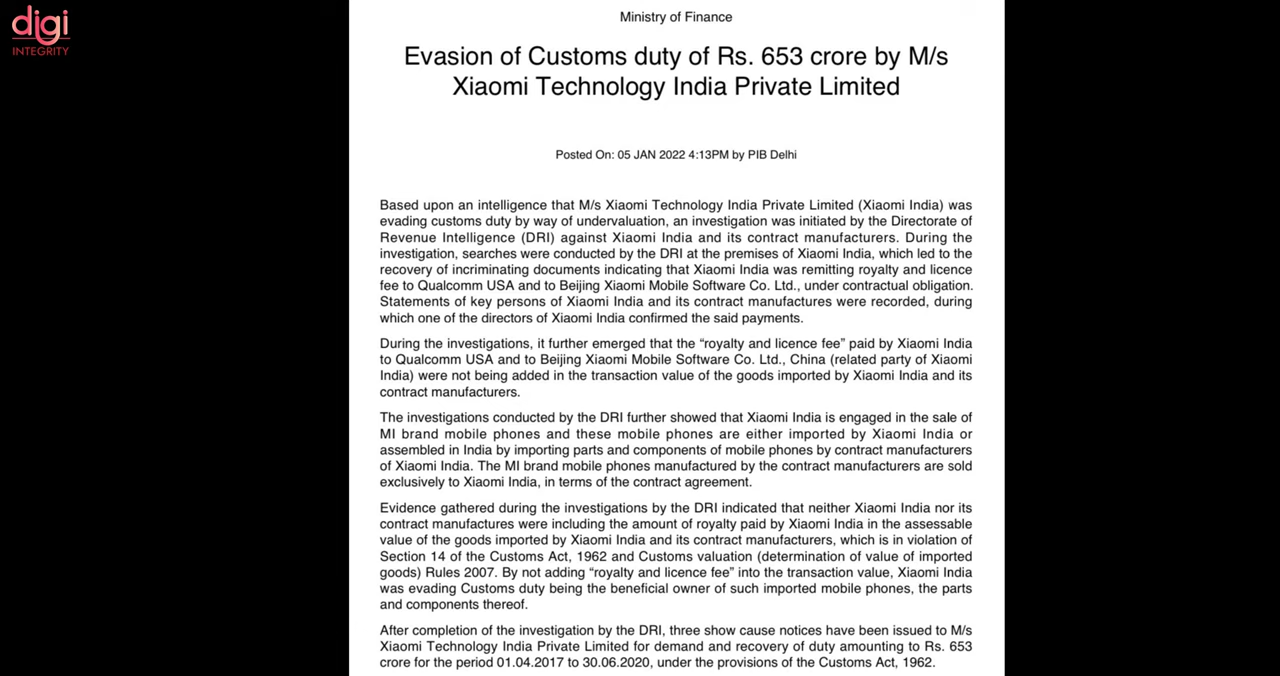 digi
INTEGRITY
Ministry of Finance
Evasion of Customs duty of Rs. 653 crore by M/s
Xiaomi Technology India Private Limited
Posted On: 05 JAN 2022 4:13PM by PIB Delhi
Based upon an intelligence that M/s Xiaomi Technology India Private Limited (Xiaomi India) was
evading customs duty by way of undervaluation, an investigation was initiated by the Directorate of
Revenue Intelligence (DRI) against Xiaomi India and its contract manufacturers. During the
investigation, searches were conducted by the DRI at the premises of Xiaomi India, which led to the
recovery of incriminating documents indicating that Xiaomi India was remitting royalty and licence
fee to Qualcomm USA and to Beijing Xiaomi Mobile Software Co. Ltd., under contractual obligation.
Statements of key persons of Xiaomi India and its contract manufactures were recorded, during
which one of the directors of Xiaomi India confirmed the said payments.
During the investigations, it further emerged that the “royalty and licence fee” paid by Xiaomi India
to Qualcomm USA and to Beijing Xiaomi Mobile Software Co. Ltd., China (related party of Xiaomi
India) were not being added in the transaction value of the goods imported by Xiaomi India and its
contract manufacturers.
The investigations conducted by the DRI further showed that Xiaomi India is engaged in the sale of
MI brand mobile phones and these mobile phones are either imported by Xiaomi India or
assembled in India by importing parts and components of mobile phones by contract manufacturers
of Xiaomi India. The MI brand mobile phones manufactured by the contract manufacturers are sold
exclusively to Xiaomi India, in terms of the contract agreement.
Evidence gathered during the investigations by the DRI indicated that neither Xiaomi India nor its
contract manufactures were including the amount of royalty paid by Xiaomi India in the assessable
value of the goods imported by Xiaomi India and its contract manufacturers, which is in violation of
Section 14 of the Customs Act, 1962 and Customs valuation (determination of value of imported
goods) Rules 2007. By not adding “royalty and licence fee” into the transaction value, Xiaomi India
was evading Customs duty being the beneficial owner of such imported mobile phones, the parts
and components thereof.
After completion of the investigation by the DRI, three show cause notices have been issued to M/s
Xiaomi Technology India Private Limited for demand and recovery of duty amounting to Rs. 653
crore for the period 01.04.2017 to 30.06.2020, under the provisions of the Customs Act, 1962.